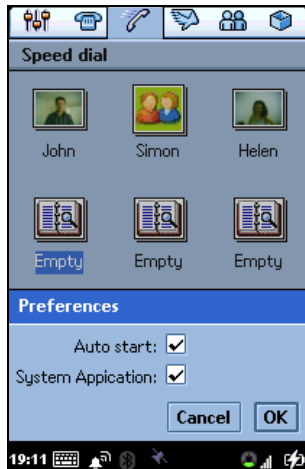 Speed dial
John Simon Helen
Empty Empty Empty
Preferences
Auto start:
System Appication:
Cancel OK
19:11